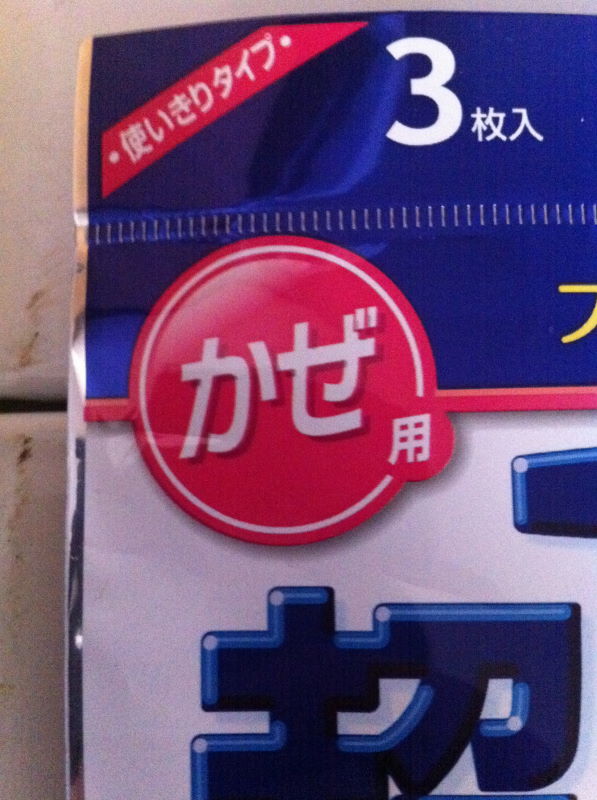 ・使いきりタイプ・
3枚入
かぜ用
超